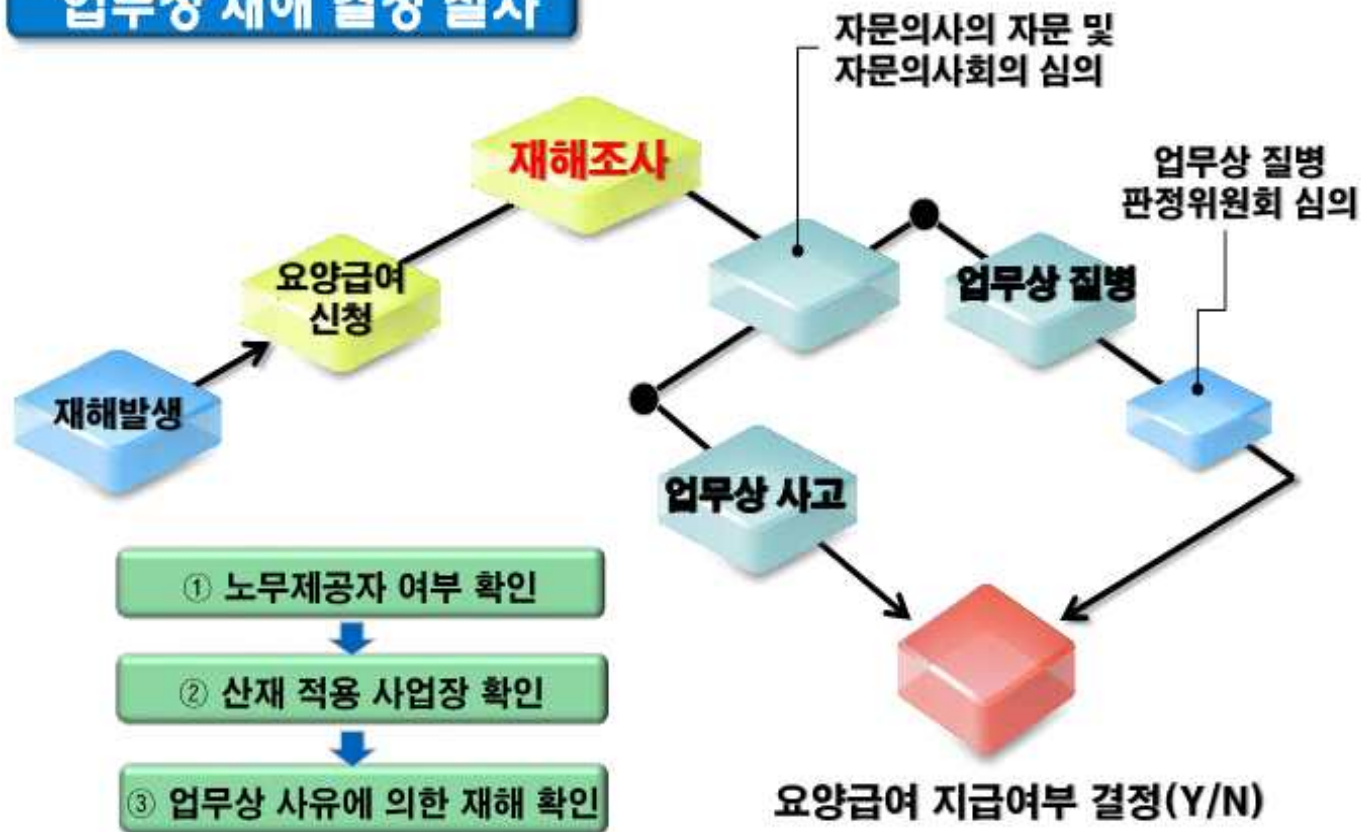 업무상 재해 결정 절차
자문의사의 자문 및
자문의사회의 심의
재해조사
업무상 질병
판정위원회 심의
요양급여
신청
업무상 질병
재해발생
업무상 사고
① 노무제공자 여부 확인
② 산재 적용 사업장 확인
③ 업무상 사유에 의한 재해 확인
요양급여 지급여부 결정(Y/N)